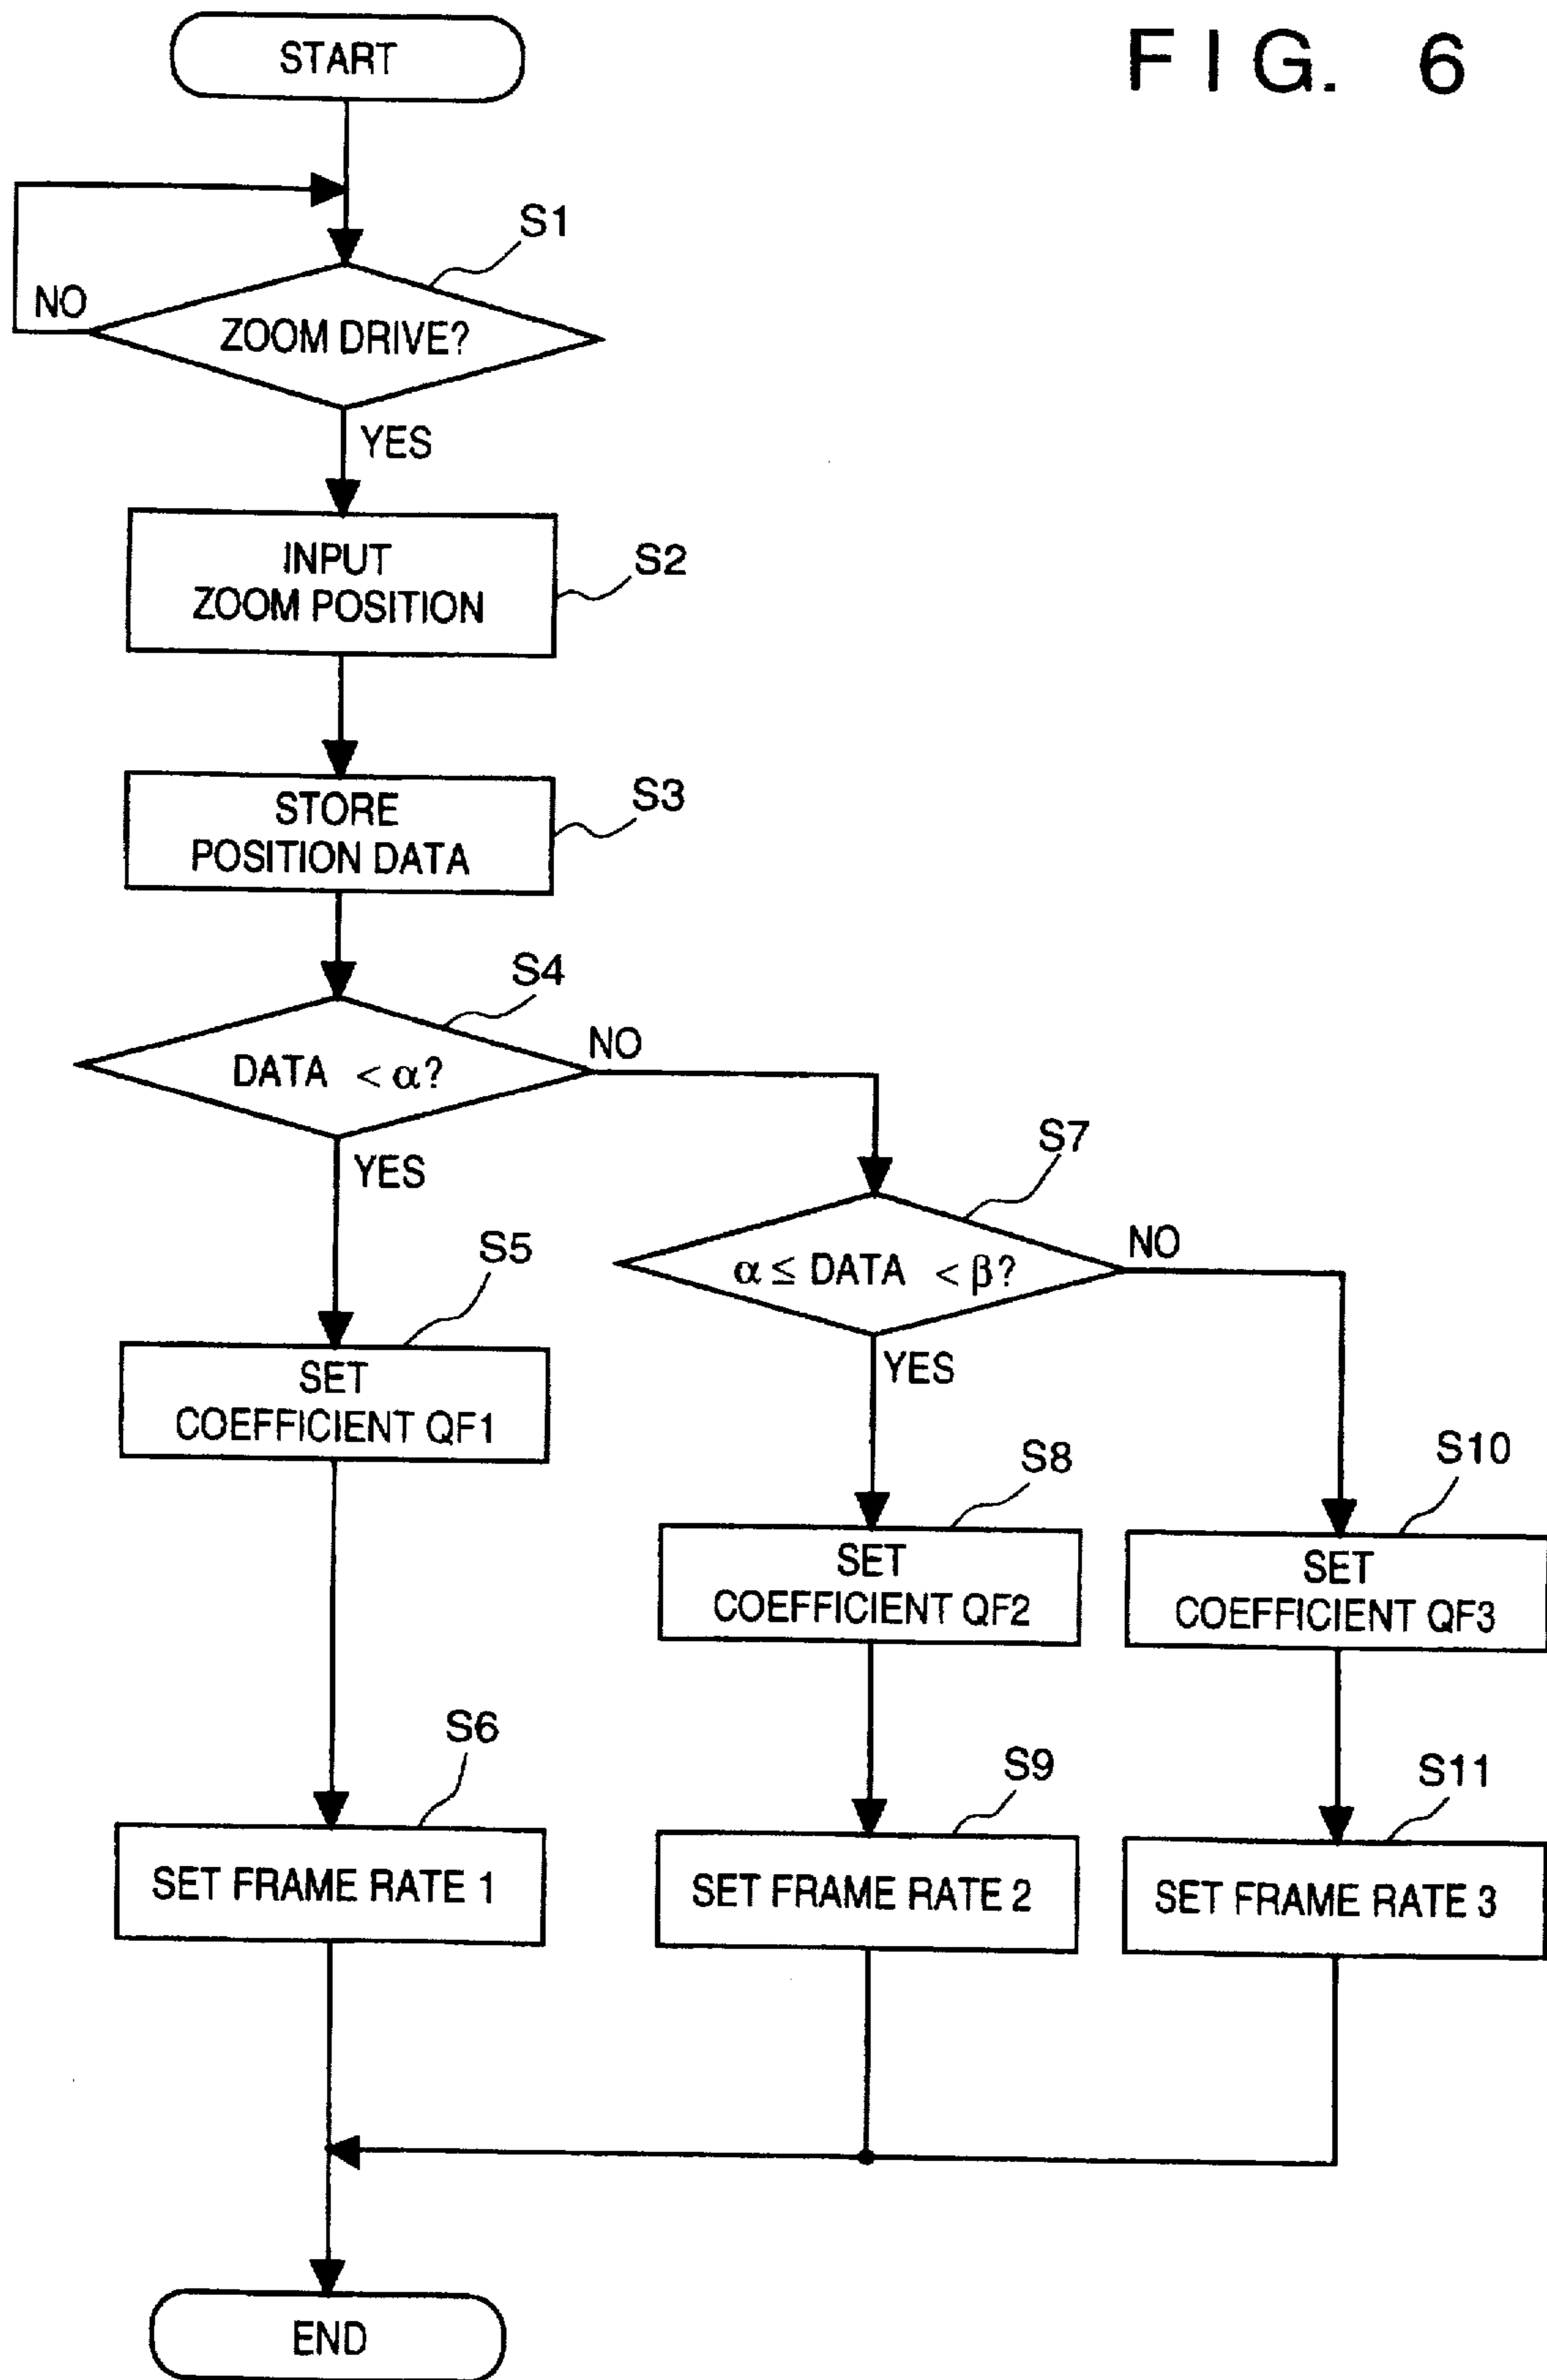 FIG. 6
START
S1
NO
ZOOM DRIVE?
YES
INPUT
ZOOM POSITION
S2
STORE
POSITION DATA
S3
S4
DATA < α?
NO
YES
S7
α ≤ DATA < β?
NO
YES
S5
SET
COEFFICIENT QF1
S8
SET
COEFFICIENT QF2
S10
SET
COEFFICIENT QF3
S6
SET FRAME RATE 1
S9
SET FRAME RATE 2
S11
SET FRAME RATE 3
END